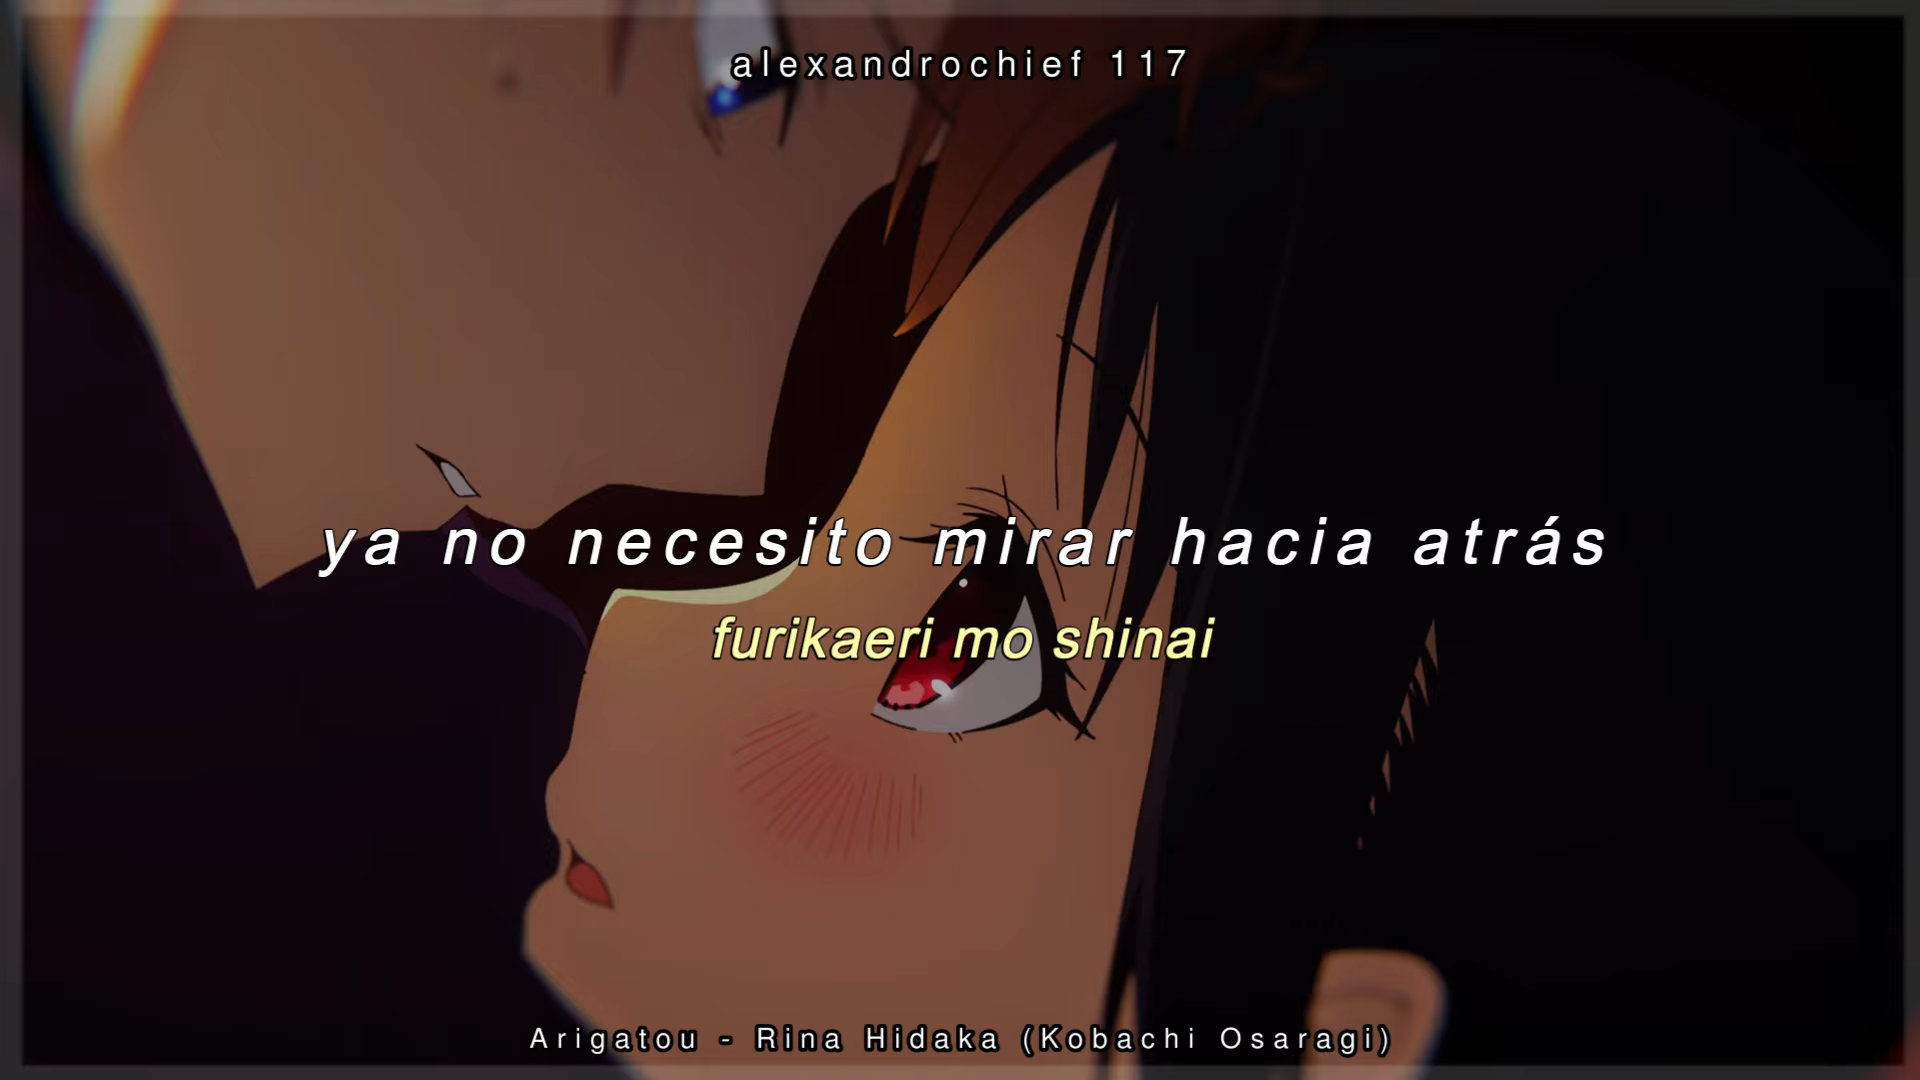 alexandrochief 117
ya no necesito mirar hacia atrás
furikaeri mo shinai
Arigatou - Rina Hidaka (Kobachi Osaragi)